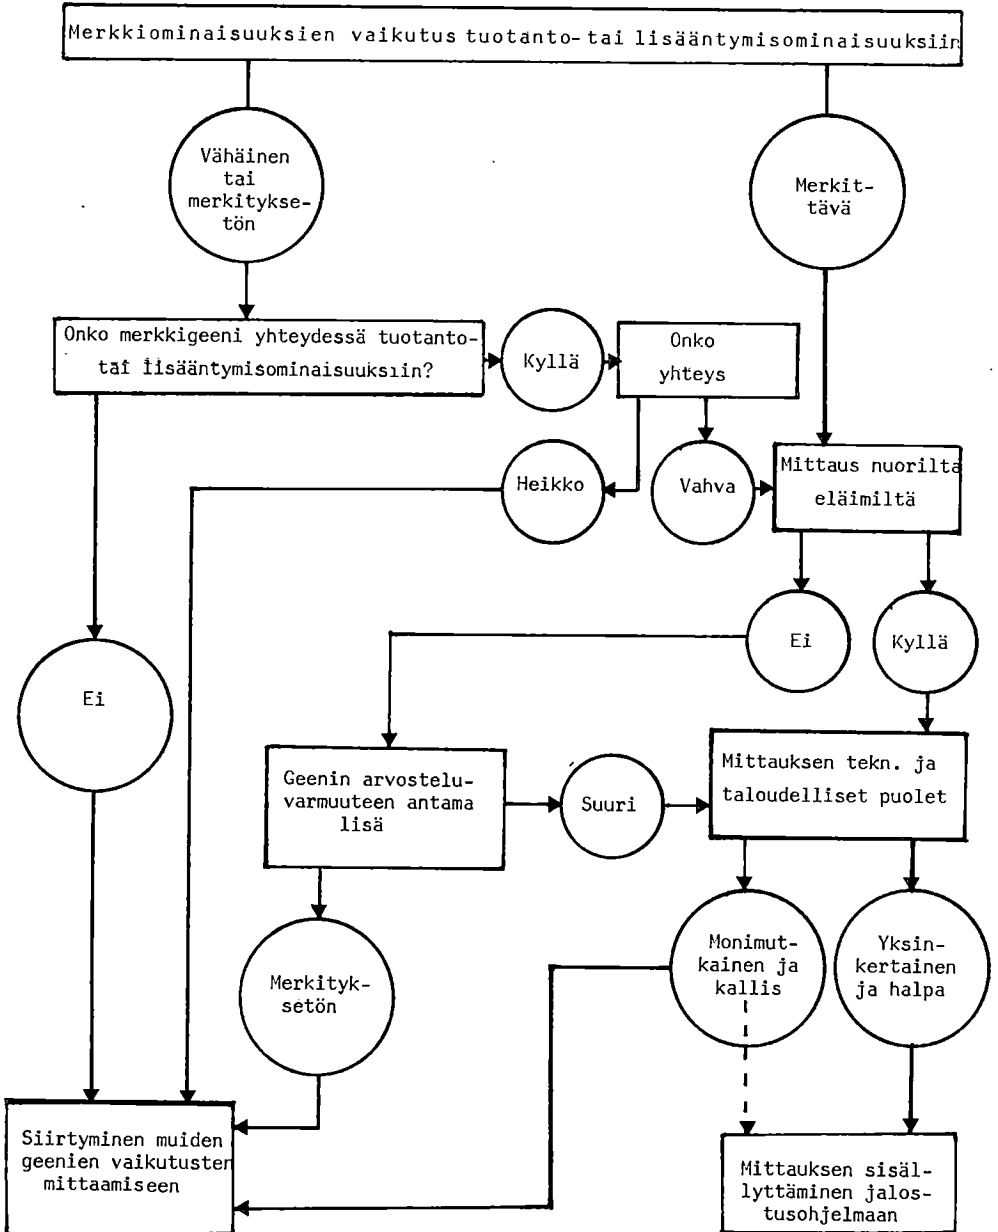 Merkkiominaisuuksien vaikutus tuotanto- tai lisääntymisominaisuuksiin
Vähäinen
tai
merkitykse-
tön
Merkit-
tävä
Onko merkkigeeni yhteydessä tuotanto-
tai lisääntymisominaisuuksiin?
Kyllä
Onko
yhteys
Heikko
Vahva
Mittaus nuorilta
eläimiltä
Ei
Kyllä
Ei
Geenin arvostelu-
varmuuteen antama
lisä
Suuri
Mittauksen tekn. ja
taloudelliset puolet
Merkityk-
setön
Monimut-
kainen ja
kallis
Yksin-
kertainen
ja halpa
Siirtyminen muiden
geenien vaikutusten
mittaamiseen
Mittauksen sisäl-
lyttäminen jalos-
tusohjelmaan